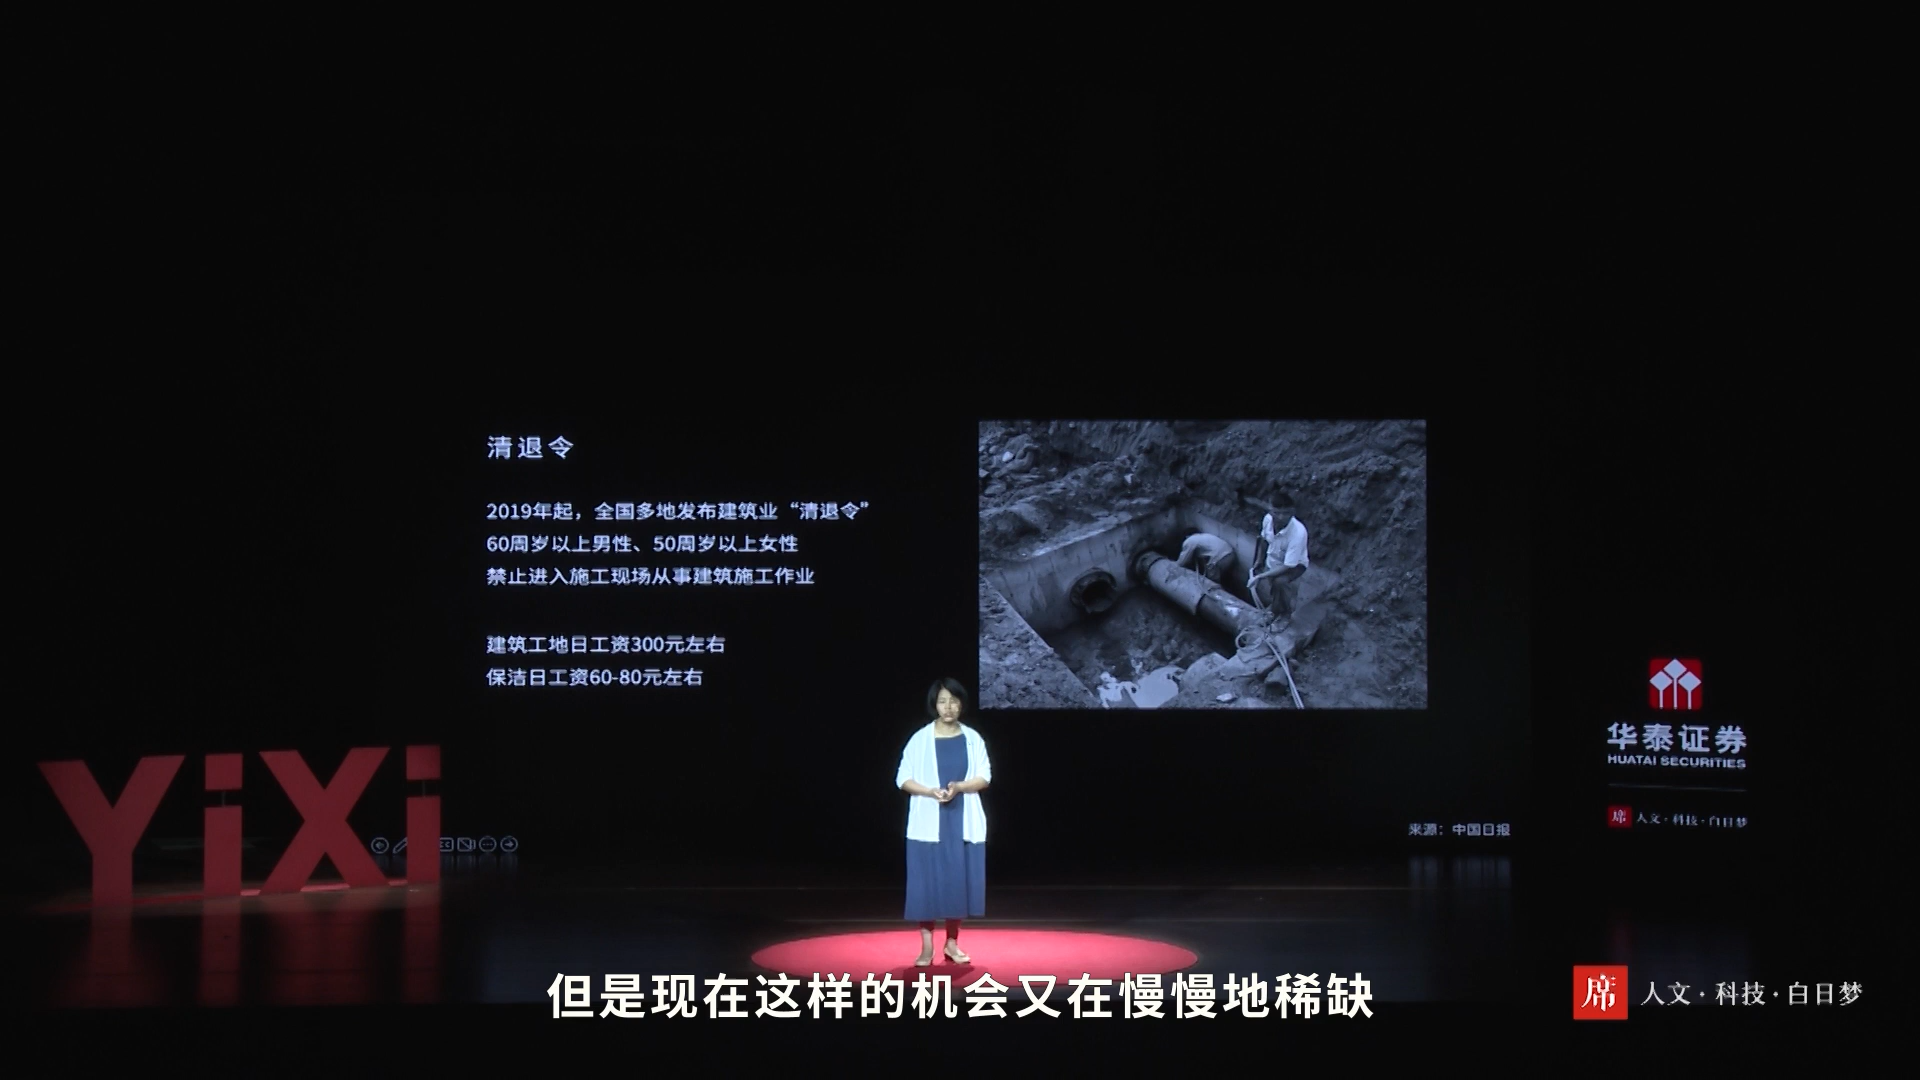 清退令
2019年起，全国多地发布建筑业“清退令”
60周岁以上男性、50周岁以上女性
禁止进入施工现场从事建筑施工作业
建筑工地日工资300元左右
保洁日工资60-80元左右
来源：中国日报
YiXi
华泰证券
HUATAI SECURITIES
席 人文·科技·白日梦
但是现在这样的机会又在慢慢地稀缺
席 人文·科技·白日梦